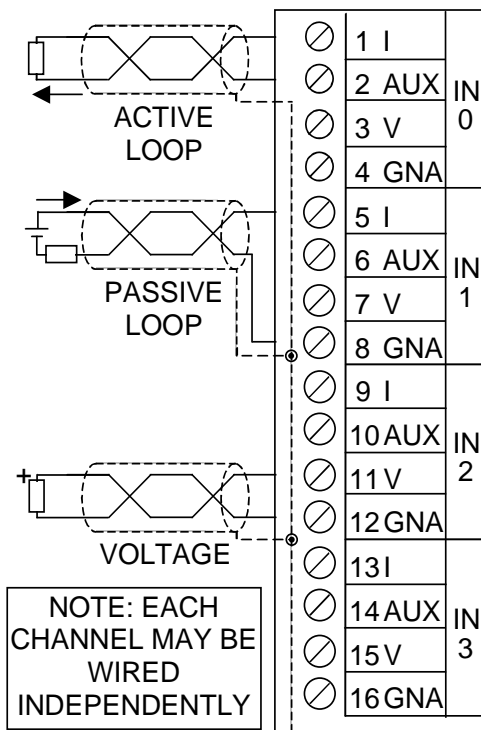 ACTIVE
LOOP
PASSIVE
LOOP
+
VOLTAGE
NOTE: EACH
CHANNEL MAY BE
WIRED
INDEPENDENTLY
1 I
2 AUX
3 V
4 GNA
IN
0
5 I
6 AUX
7 V
8 GNA
IN
1
9 I
10 AUX
11 V
12 GNA
IN
2
13 I
14 AUX
15 V
16 GNA
IN
3